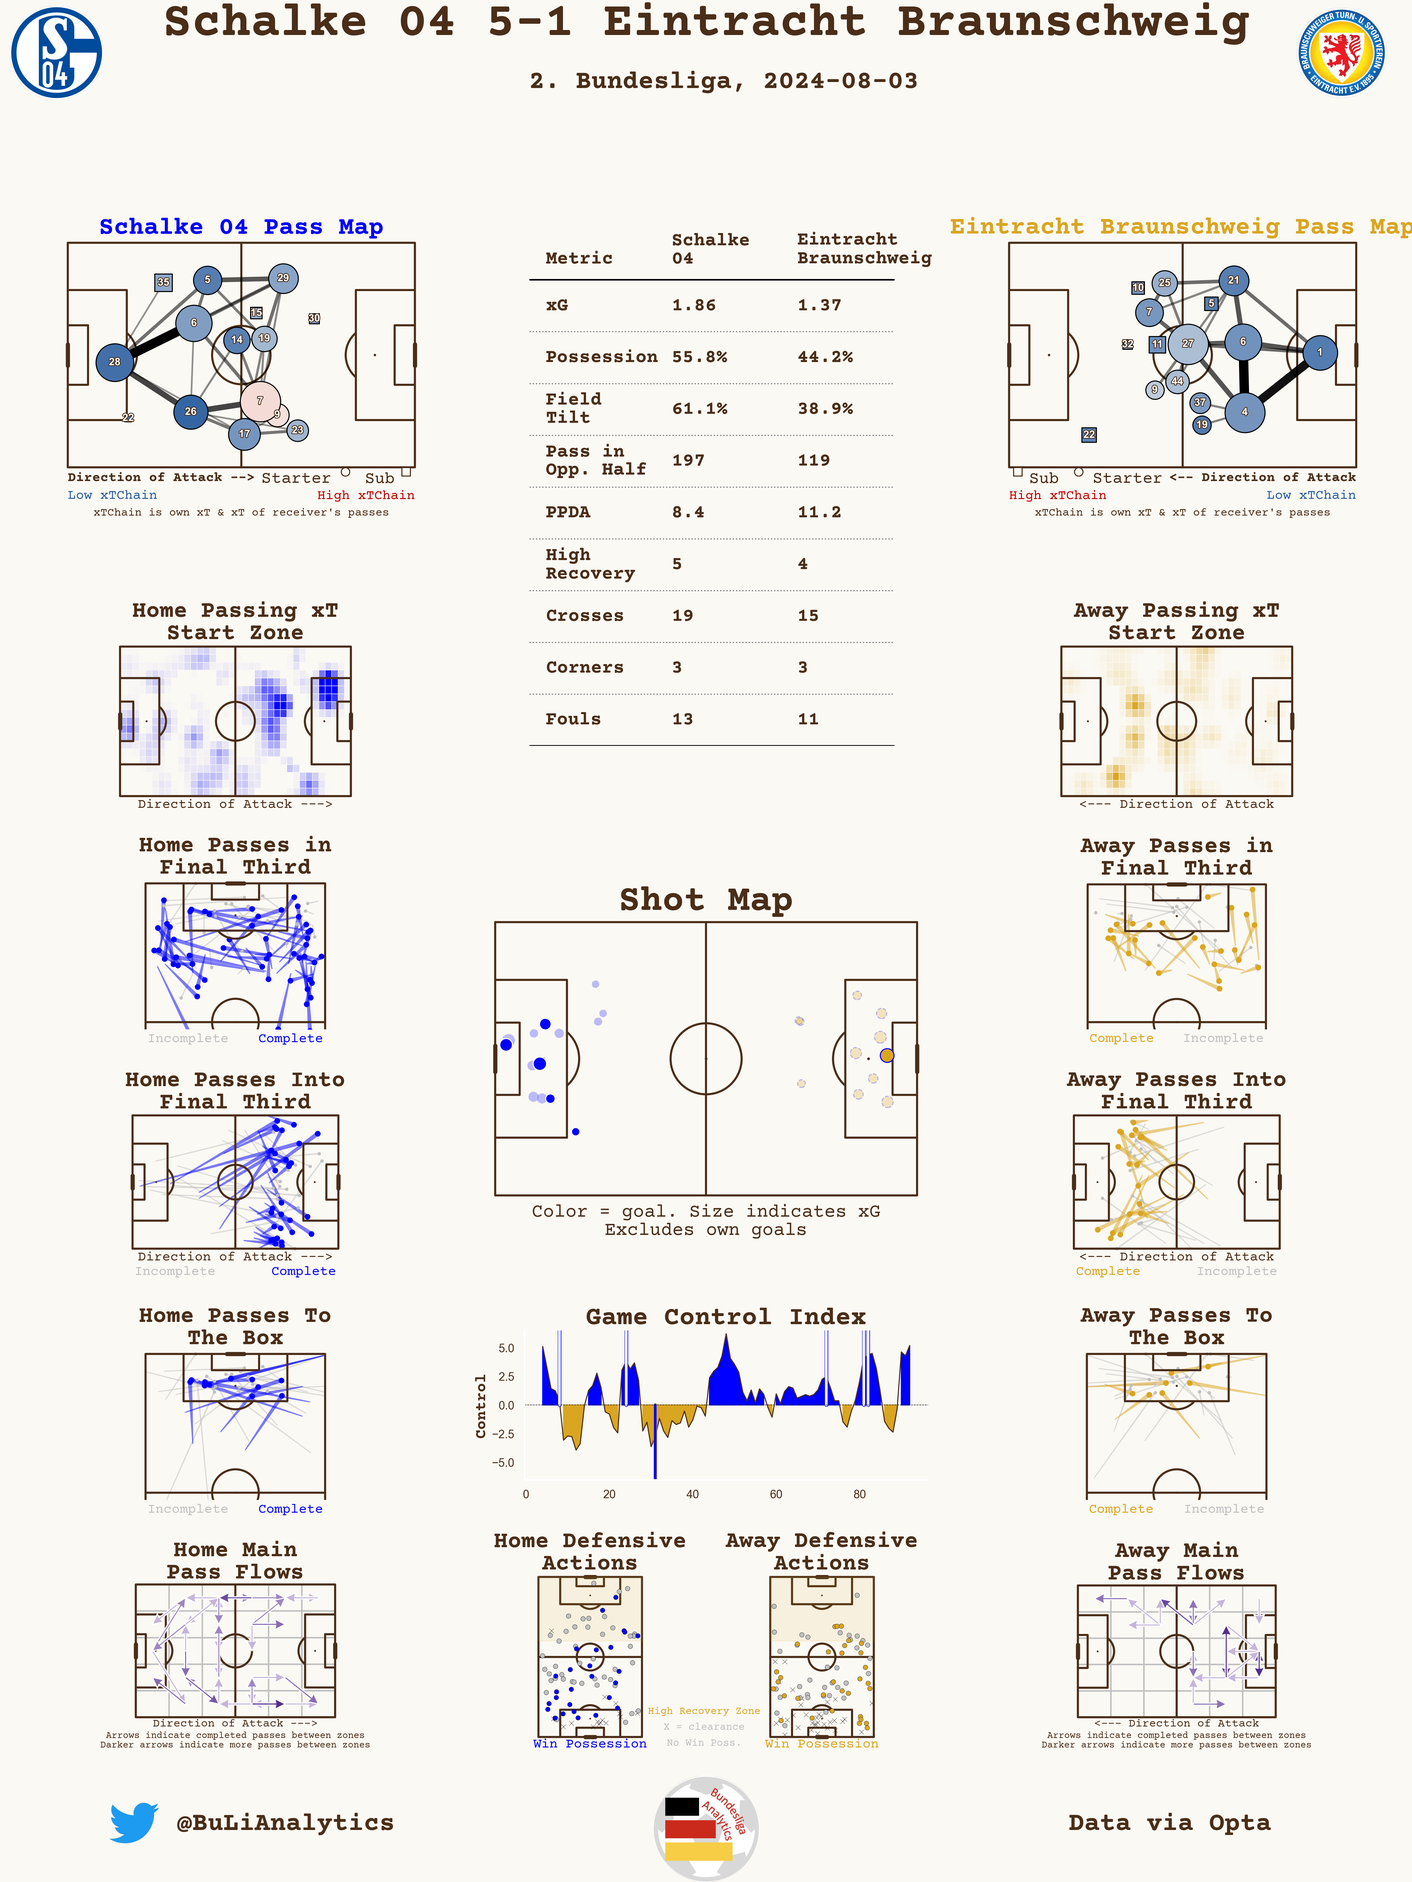 Schalke 04 5-1 Eintracht Braunschweig
2. Bundesliga, 2024-08-03
S
04
BRAUNSCHWEIGER TURN- U. SPORTVEREIN
EINTRACHT E.V. 1895
Schalke 04 Pass Map
35
5
29
6
15
30
14
19
28
7
9
26
22
17
23
Direction of Attack --> Starter Sub
Low xTChain High xTChain
xTChain is own xT & xT of receiver's passes
Metric Schalke 04 Eintracht Braunschweig
xG 1.86 1.37
Possession 55.8% 44.2%
Field Tilt 61.1% 38.9%
Pass in Opp. Half 197 119
PPDA 8.4 11.2
High Recovery 5 4
Crosses 19 15
Corners 3 3
Fouls 13 11
Eintracht Braunschweig Pass Map
10
25
21
7
5
32
11
27
6
1
9
44
37
4
19
22
Sub Starter <-- Direction of Attack
High xTChain Low xTChain
xTChain is own xT & xT of receiver's passes
Home Passing xT
Start Zone
Direction of Attack --->
Away Passing xT
Start Zone
<--- Direction of Attack
Home Passes in
Final Third
Incomplete Complete
Away Passes in
Final Third
Complete Incomplete
Shot Map
Color = goal. Size indicates xG
Excludes own goals
Home Passes Into
Final Third
Direction of Attack --->
Incomplete Complete
Away Passes Into
Final Third
<--- Direction of Attack
Complete Incomplete
Home Passes To
The Box
Incomplete Complete
Game Control Index
Control
5.0
2.5
0.0
−2.5
−5.0
0 20 40 60 80
Away Passes To
The Box
Complete Incomplete
Home Main
Pass Flows
Direction of Attack --->
Arrows indicate completed passes between zones
Darker arrows indicate more passes between zones
Home Defensive
Actions
Win Possession
High Recovery Zone
X = clearance
No Win Poss.
Away Defensive
Actions
Win Possession
Away Main
Pass Flows
<--- Direction of Attack
Arrows indicate completed passes between zones
Darker arrows indicate more passes between zones
@BuLiAnalytics
Bundesliga
Analytics
Data via Opta